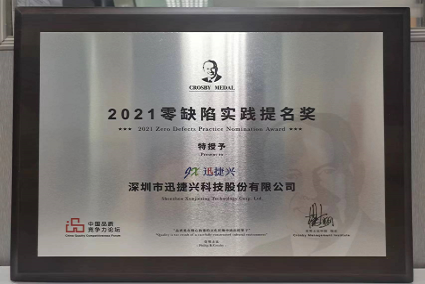 CROSBY MEDAL
2021零缺陷实践提名奖
2021 Zero Defects Practice Nomination Award
特授予
Present to
迅捷兴
深圳市迅捷兴科技股份有限公司
Shenzhen Xunjiexing Technology Corp. Ltd.
中国品质
竞争力论坛
China Quality Competitiveness Forum
Crosby Management Institute